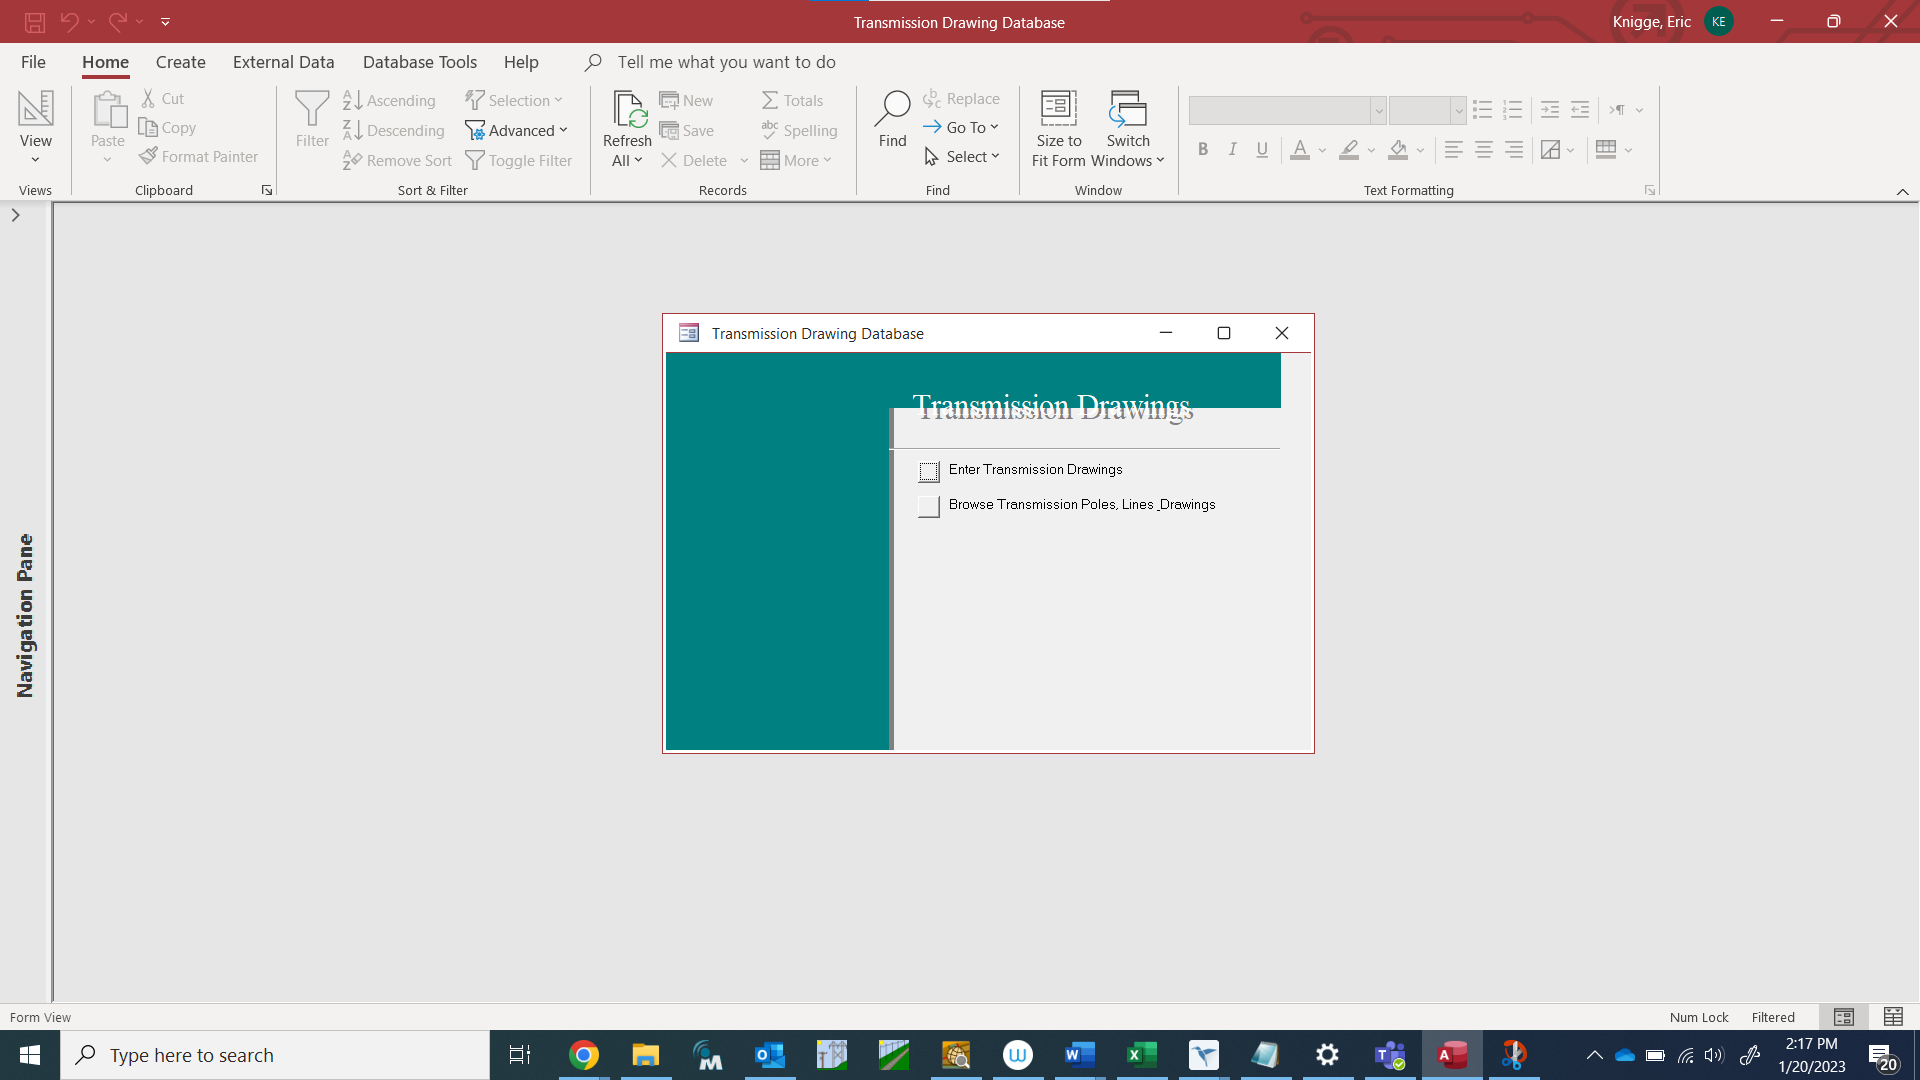 Transmission Drawing Database
Knigge, Eric KE
File Home Create External Data Database Tools Help Tell me what you want to do
View
Views
Paste
Cut
Copy
Format Painter
Clipboard
Filter
Ascending
Descending
Remove Sort
Selection
Advanced
Toggle Filter
Sort & Filter
Refresh
All
New
Save
Delete
Totals
Spelling
More
Records
Find
Replace
Go To
Select
Find
Size to
Fit Form
Switch
Windows
Window
B I U A
Text Formatting
Navigation Pane
Transmission Drawing Database
Transmission Drawings
Enter Transmission Drawings
Browse Transmission Poles, Lines _Drawings
Form View
Num Lock Filtered
Type here to search
2:17 PM
1/20/2023
20